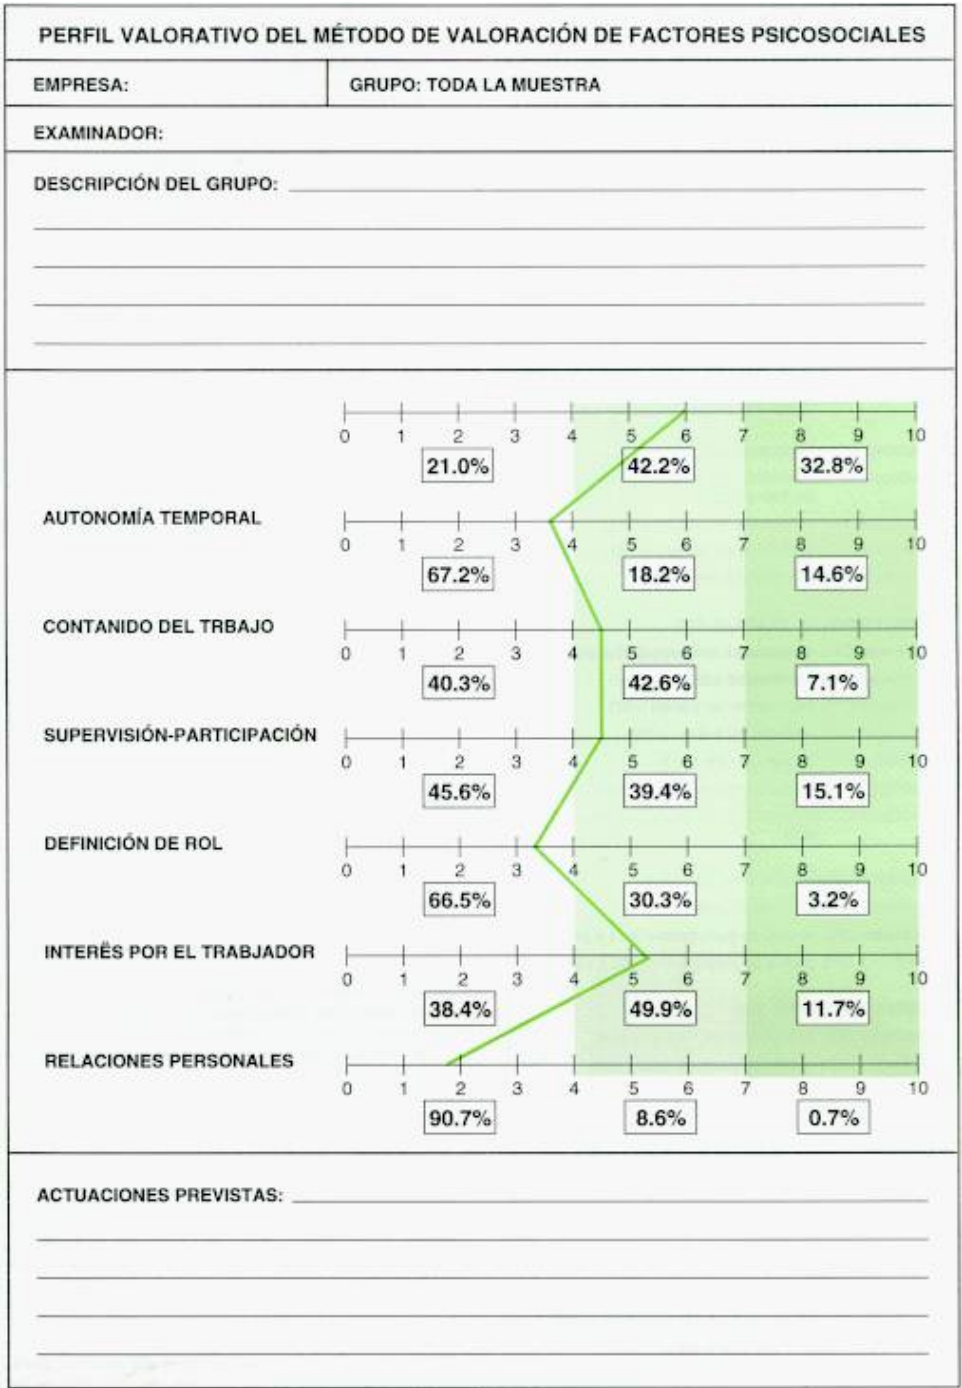 PERFIL VALORATIVO DEL MÉTODO DE VALORACIÓN DE FACTORES PSICOSOCIALES
EMPRESA: GRUPO: TODA LA MUESTRA
EXAMINADOR:
DESCRIPCIÓN DEL GRUPO:
0 1 2 3 4 5 6 7 8 9 10
21.0% 42.2% 32.8%
AUTONOMÍA TEMPORAL
0 1 2 3 4 5 6 7 8 9 10
67.2% 18.2% 14.6%
CONTANIDO DEL TRBAJO
0 1 2 3 4 5 6 7 8 9 10
40.3% 42.6% 7.1%
SUPERVISIÓN-PARTICIPACIÓN
0 1 2 3 4 5 6 7 8 9 10
45.6% 39.4% 15.1%
DEFINICIÓN DE ROL
0 1 2 3 4 5 6 7 8 9 10
66.5% 30.3% 3.2%
INTERËS POR EL TRABJADOR
0 1 2 3 4 5 6 7 8 9 10
38.4% 49.9% 11.7%
RELACIONES PERSONALES
0 1 2 3 4 5 6 7 8 9 10
90.7% 8.6% 0.7%
ACTUACIONES PREVISTAS: